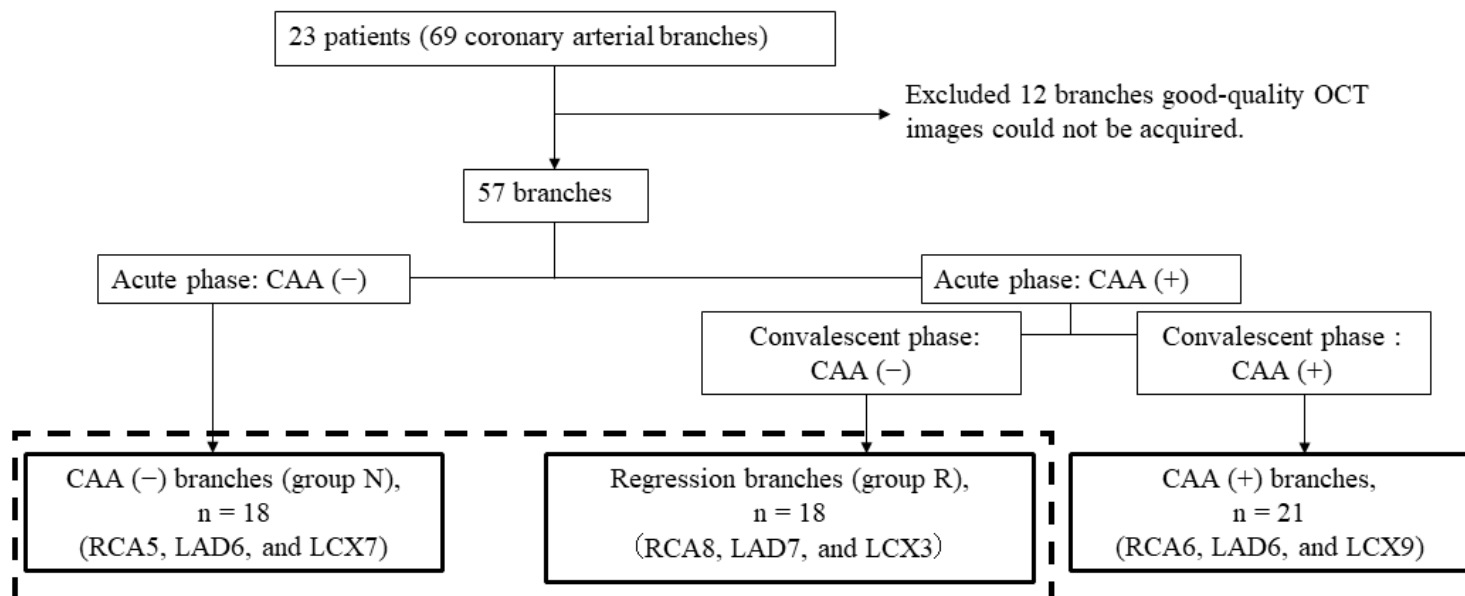 23 patients (69 coronary arterial branches)
Excluded 12 branches good-quality OCT
images could not be acquired.
57 branches
Acute phase: CAA (−)
Acute phase: CAA (+)
Convalescent phase:
CAA (−)
Convalescent phase :
CAA (+)
CAA (−) branches (group N),
n = 18
(RCA5, LAD6, and LCX7)
Regression branches (group R),
n = 18
（RCA8, LAD7, and LCX3）
CAA (+) branches,
n = 21
(RCA6, LAD6, and LCX9)